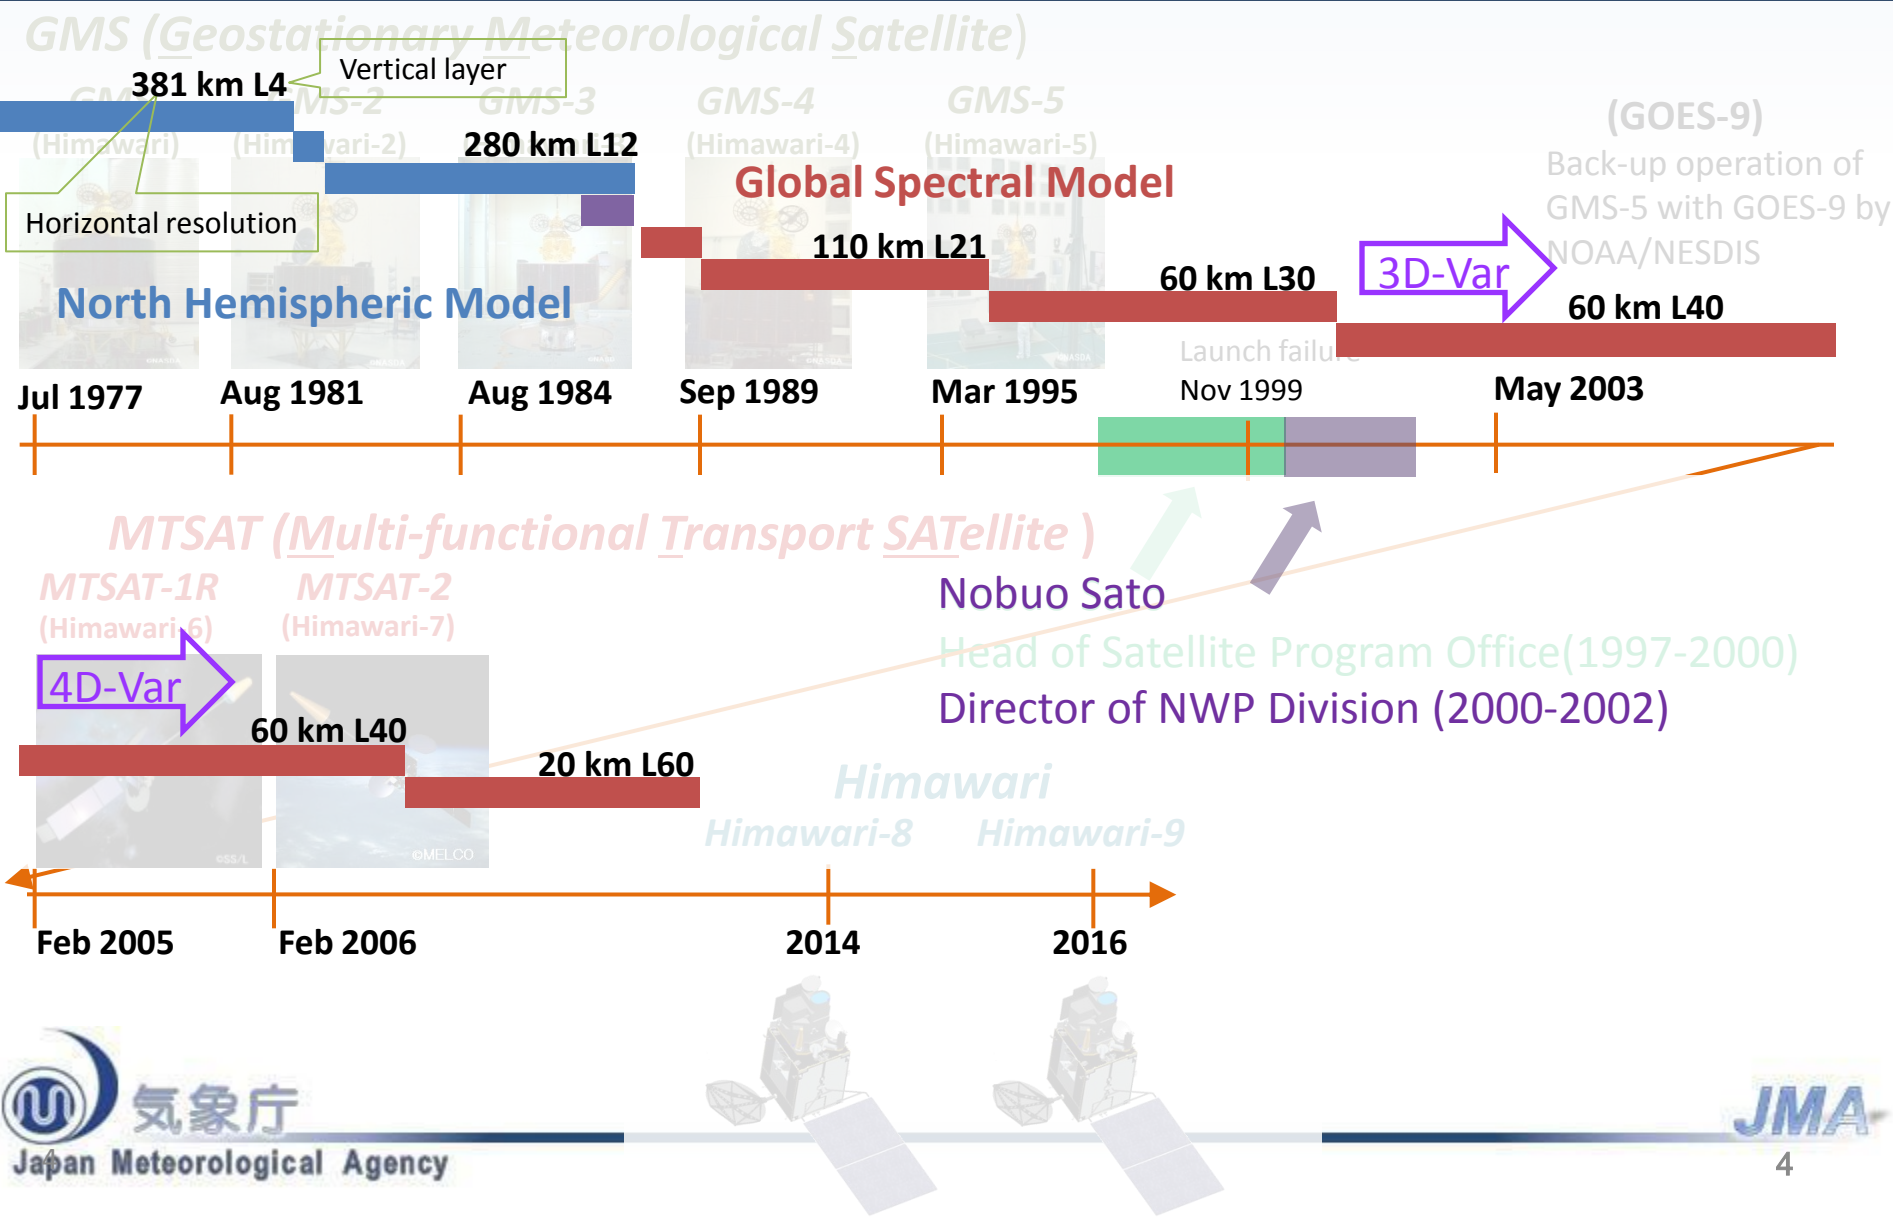 GMS (Geostationary Meteorological Satellite)
Vertical layer
381 km L4
GMS-2
GMS-3
GMS-4
GMS-5
(GOES-9)
(Himawari)
(Himawari-2)
280 km L12
(Himawari-4)
(Himawari-5)
Back-up operation of
GMS-5 with GOES-9 by
NOAA/NESDIS
Global Spectral Model
Horizontal resolution
110 km L21
60 km L30
3D-Var
60 km L40
North Hemispheric Model
Launch failure
Jul 1977
Aug 1981
Aug 1984
Sep 1989
Mar 1995
Nov 1999
May 2003
MTSAT (Multi-functional Transport SATellite )
MTSAT-1R
MTSAT-2
(Himawari-6)
(Himawari-7)
Nobuo Sato
Head of Satellite Program Office(1997-2000)
Director of NWP Division (2000-2002)
4D-Var
60 km L40
20 km L60
Himawari
Himawari-8
Himawari-9
©SS/L
©MELCO
Feb 2005
Feb 2006
2014
2016
気象庁
Japan Meteorological Agency
JMA
4
4